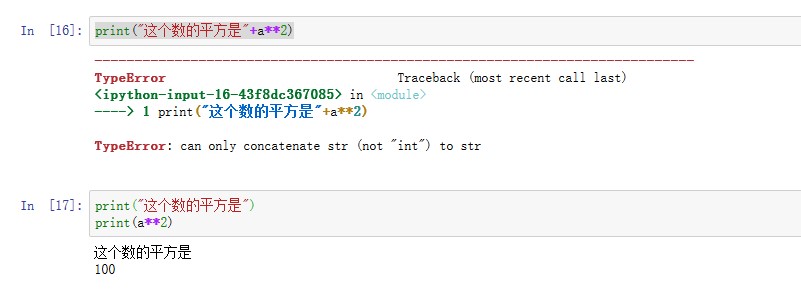 In [16]: print("这个数的平方是"+a**2)
---------------------------------------------------------------------------
TypeError Traceback (most recent call last)
<ipython-input-16-43f8dc367085> in <module>
----> 1 print("这个数的平方是"+a**2)
TypeError: can only concatenate str (not "int") to str
In [17]: print("这个数的平方是")
print(a**2)
这个数的平方是
100